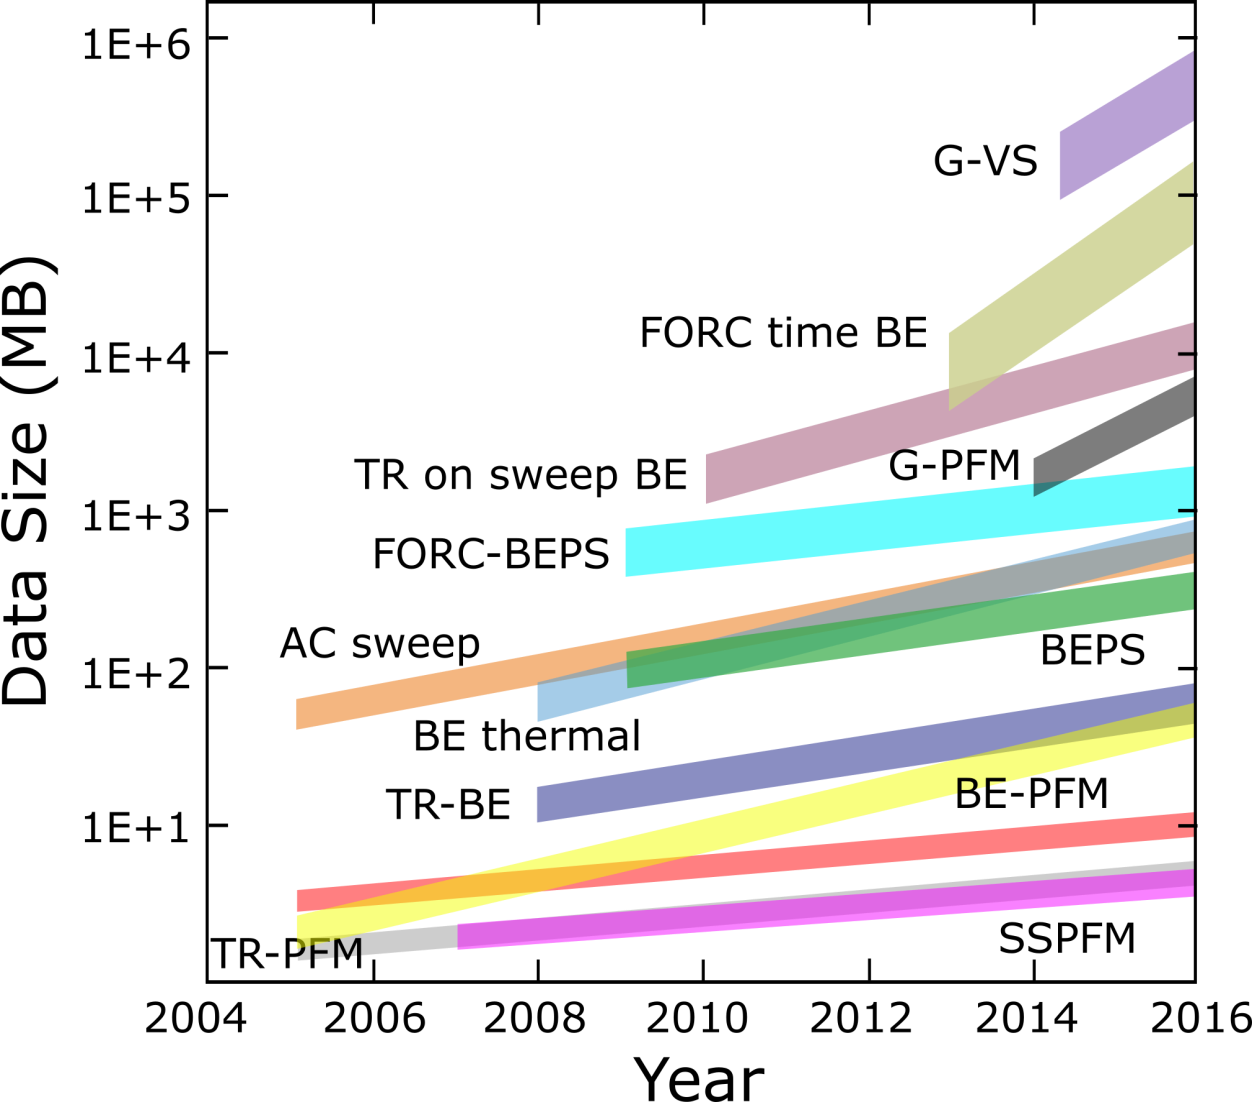 1E+6
G-VS
1E+5
FORC time BE
1E+4
TR on sweep BE
G-PFM
1E+3
FORC-BEPS
AC sweep
BEPS
1E+2
BE thermal
TR-BE
BE-PFM
1E+1
SSPFM
TR-PFM
2004 2006 2008 2010 2012 2014 2016
Year
Data Size (MB)